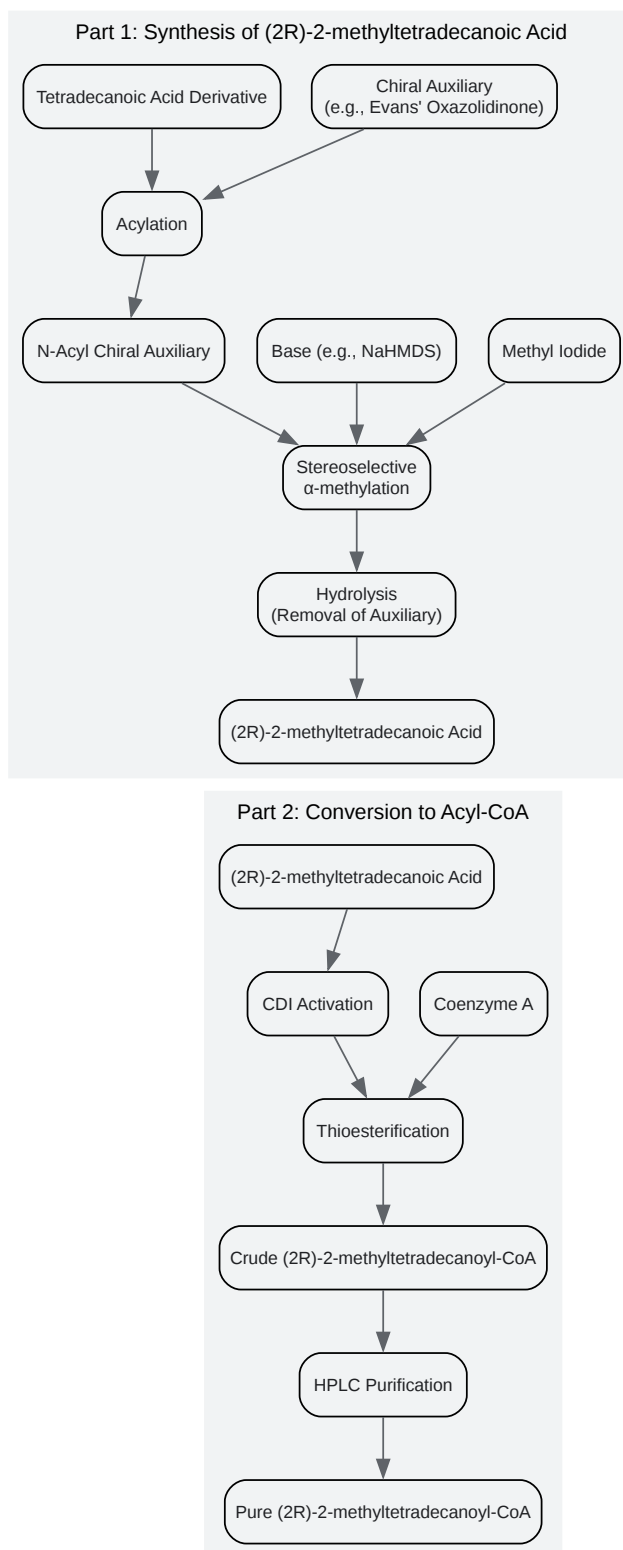 Part 1: Synthesis of (2R)-2-methyltetradecanoic Acid
Tetradecanoic Acid Derivative
Chiral Auxiliary
(e.g., Evans' Oxazolidinone)
Acylation
N-Acyl Chiral Auxiliary
Base (e.g., NaHMDS)
Methyl Iodide
Stereoselective
α-methylation
Hydrolysis
(Removal of Auxiliary)
(2R)-2-methyltetradecanoic Acid
Part 2: Conversion to Acyl-CoA
(2R)-2-methyltetradecanoic Acid
CDI Activation
Coenzyme A
Thioesterification
Crude (2R)-2-methyltetradecanoyl-CoA
HPLC Purification
Pure (2R)-2-methyltetradecanoyl-CoA